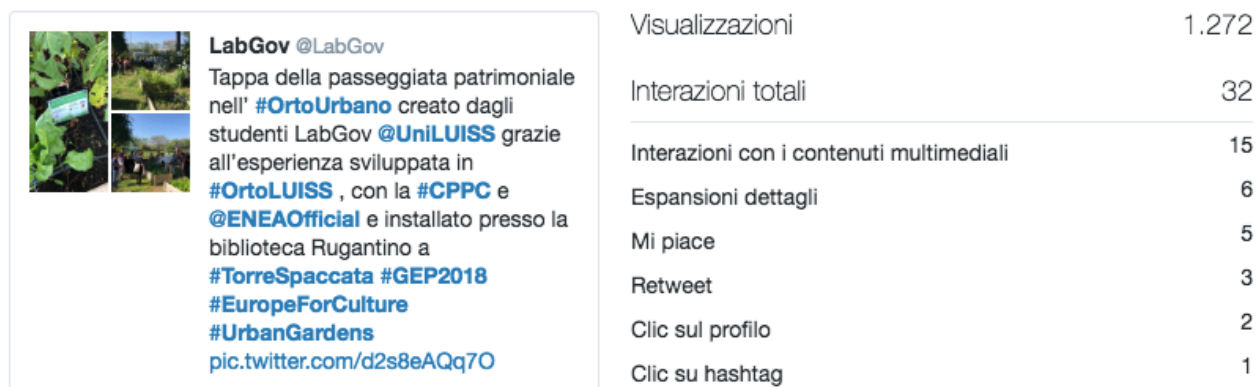 LabGov @LabGov
Tappa della passeggiata patrimoniale
nell' #OrtoUrbano creato dagli
studenti LabGov @UniLUISS grazie
all'esperienza sviluppata in
#OrtoLUISS , con la #CPPC e
@ENEAOfficial e installato presso la
biblioteca Rugantino a
#TorreSpaccata #GEP2018
#EuropeForCulture
#UrbanGardens
pic.twitter.com/d2s8eAQq7O
Visualizzazioni 1.272
Interazioni totali 32
Interazioni con i contenuti multimediali 15
Espansioni dettagli 6
Mi piace 5
Retweet 3
Clic sul profilo 2
Clic su hashtag 1